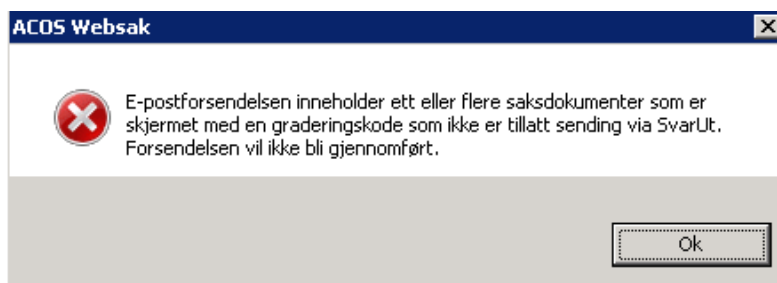 ACOS Websak
E-postforsendelsen inneholder ett eller flere saksdokumenter som er
skjermet med en graderingskode som ikke er tillatt sending via SvarUt.
Forsendelsen vil ikke bli gjennomført.
Ok